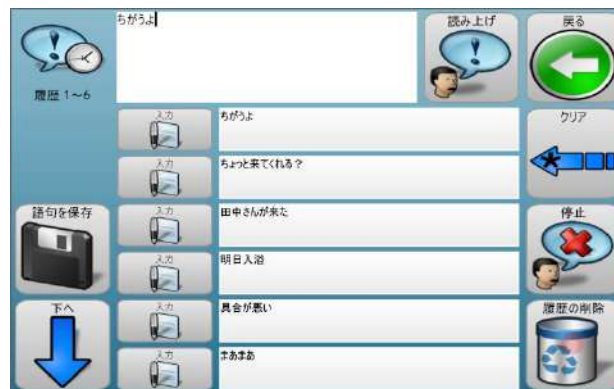 ちがうよ
読み上げ
戻る
履歴 1～6
入力
ちがうよ
クリア
入力
ちょっと来てくれる？
語句を保存
入力
田中さんが来た
停止
入力
明日入浴
下へ
入力
具合が悪い
履歴の削除
入力
まあまあ